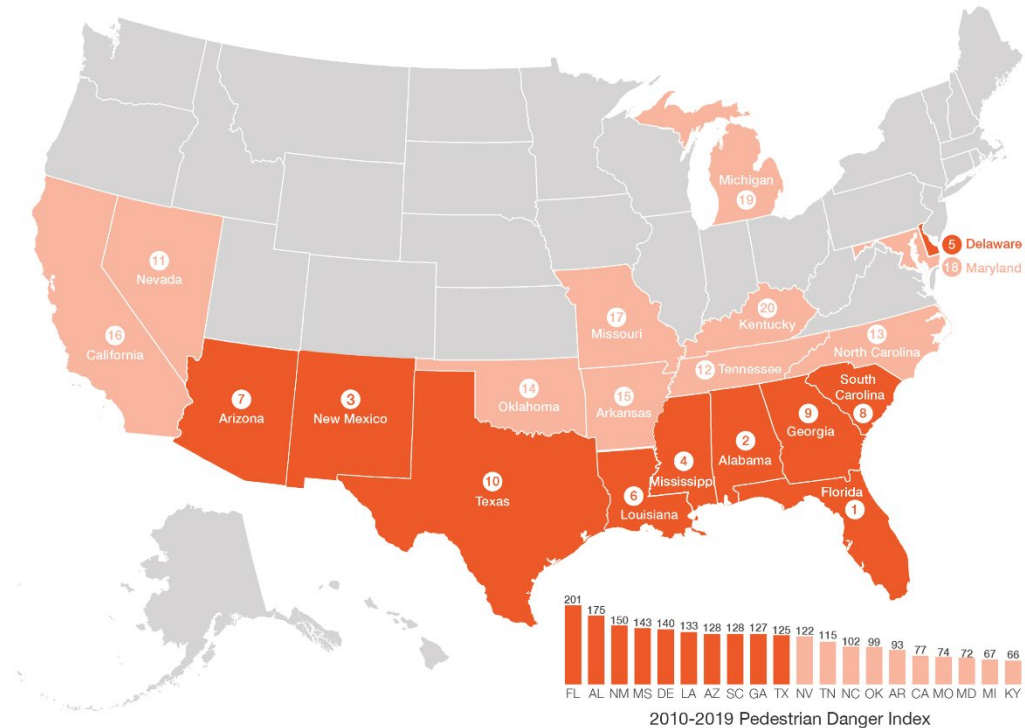 Michigan
19
5 Delaware
18 Maryland
11
Nevada
16
California
17
Missouri
20
Kentucky
13
North Carolina
12 Tennessee
14
Oklahoma
15
Arkansas
7
Arizona
3
New Mexico
South
Carolina
8
9
Georgia
2
Alabama
4
Mississipp
10
Texas
6
Louisiana
Florida
1
201 175 150 143 140 133 128 128 127 125 122 115 102 99 93 77 74 72 67 66
FL AL NM MS DE LA AZ SC GA TX NV TN NC OK AR CA MO MD MI KY
2010-2019 Pedestrian Danger Index